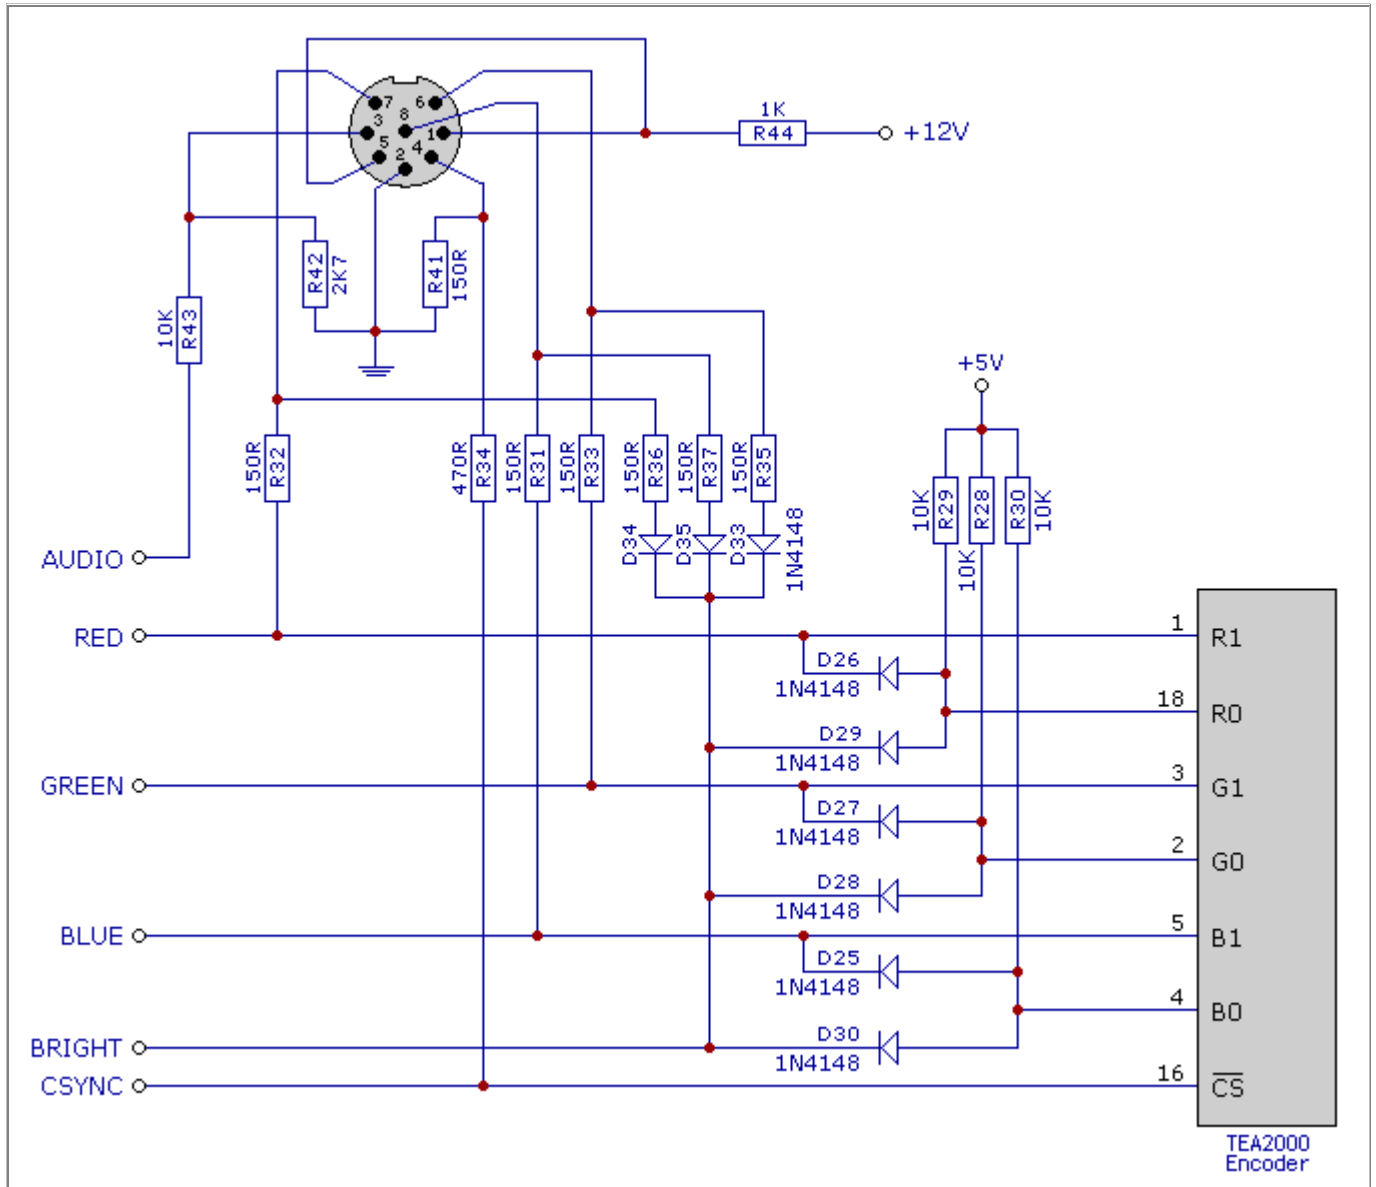 1K
R44
+12V
7
6
3
8
1
5
2
4
R42
2K7
R41
150R
10K
R43
+5V
150R
R32
470R
R34
150R
R31
150R
R33
150R
R36
150R
R37
150R
R35
10K
R29
R28
R30
10K
D34
D35
D33
1N4148
10K
AUDIO
RED
1
R1
D26
1N4148
18
R0
D29
1N4148
GREEN
3
G1
D27
1N4148
2
G0
D28
1N4148
BLUE
5
B1
D25
1N4148
4
B0
BRIGHT
D30
1N4148
CSYNC
16
CS
TEA2000
Encoder